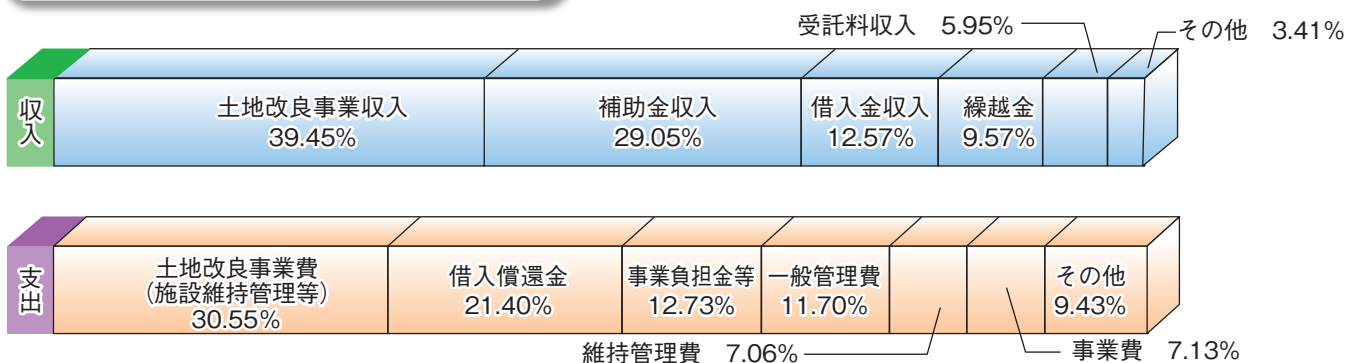 受託料収入 5.95%
その他 3.41%
収入
土地改良事業収入
39.45%
補助金収入
29.05%
借入金収入
12.57%
繰越金
9.57%
支出
土地改良事業費
(施設維持管理等)
30.55%
借入償還金
21.40%
事業負担金等
12.73%
一般管理費
11.70%
その他
9.43%
維持管理費 7.06%
事業費 7.13%